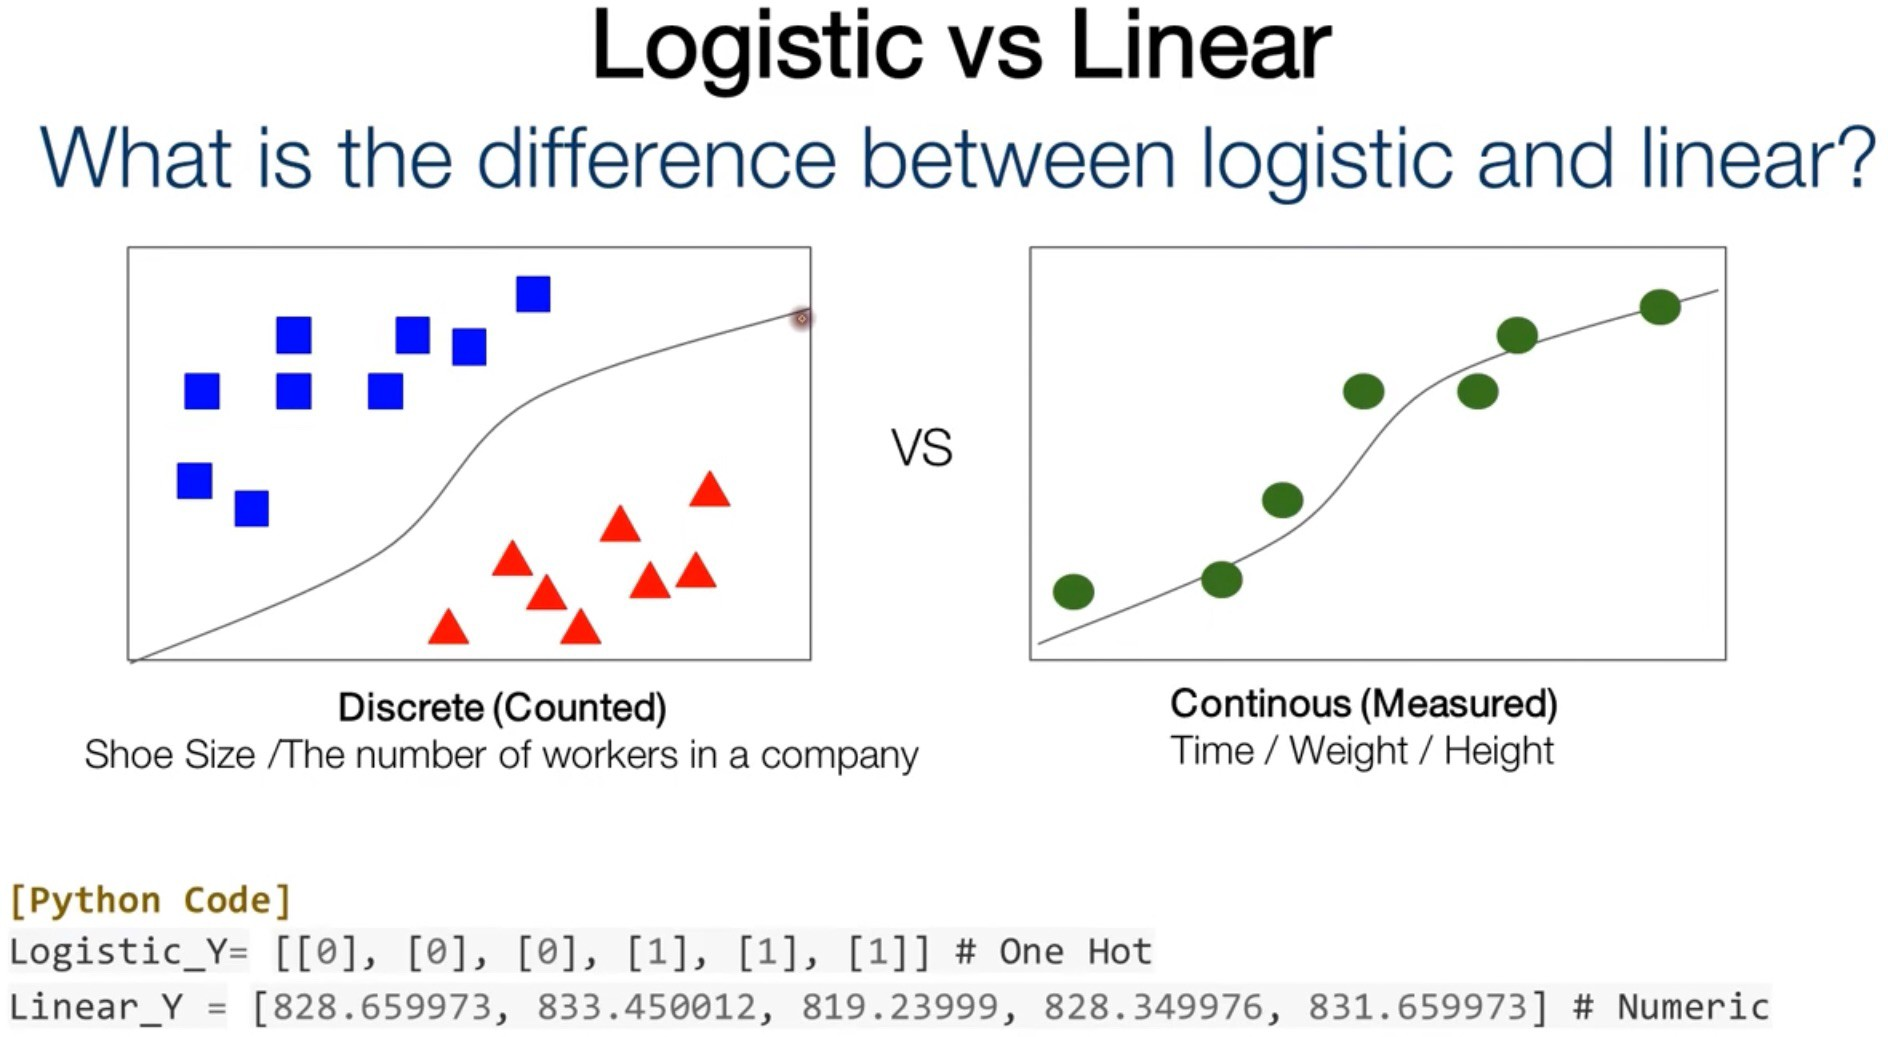 Logistic vs Linear
What is the difference between logistic and linear?
VS
Discrete (Counted)
Shoe Size /The number of workers in a company
Continous (Measured)
Time / Weight / Height
[Python Code]
Logistic_Y= [[0], [0], [0], [1], [1], [1]] # One Hot
Linear_Y = [828.659973, 833.450012, 819.23999, 828.349976, 831.659973] # Numeric